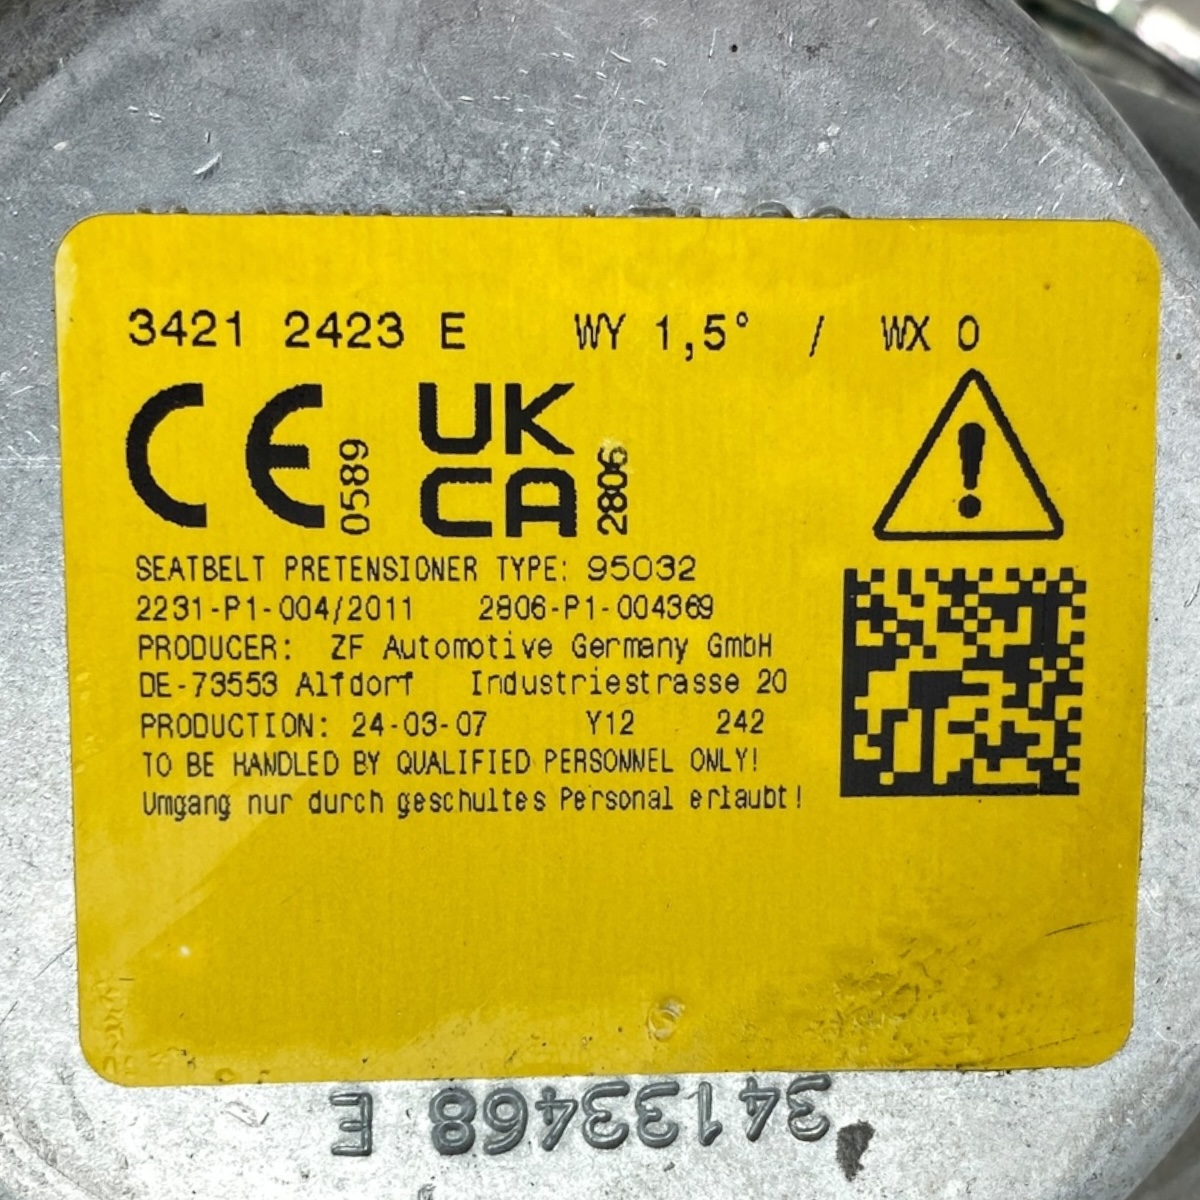 3421 2423 E WY 1,5° / WX 0
CE 0589 UK CA 2806
SEATBELT PRETENSIONER TYPE: 95032
2231-P1-004/2011 2806-P1-004369
PRODUCER: ZF Automotive Germany GmbH
DE-73553 Alfdorf Industriestrasse 20
PRODUCTION: 24-03-07 Y12 242
TO BE HANDLED BY QUALIFIED PERSONNEL ONLY!
Umgang nur durch geschultes Personal erlaubt!
34133468 E